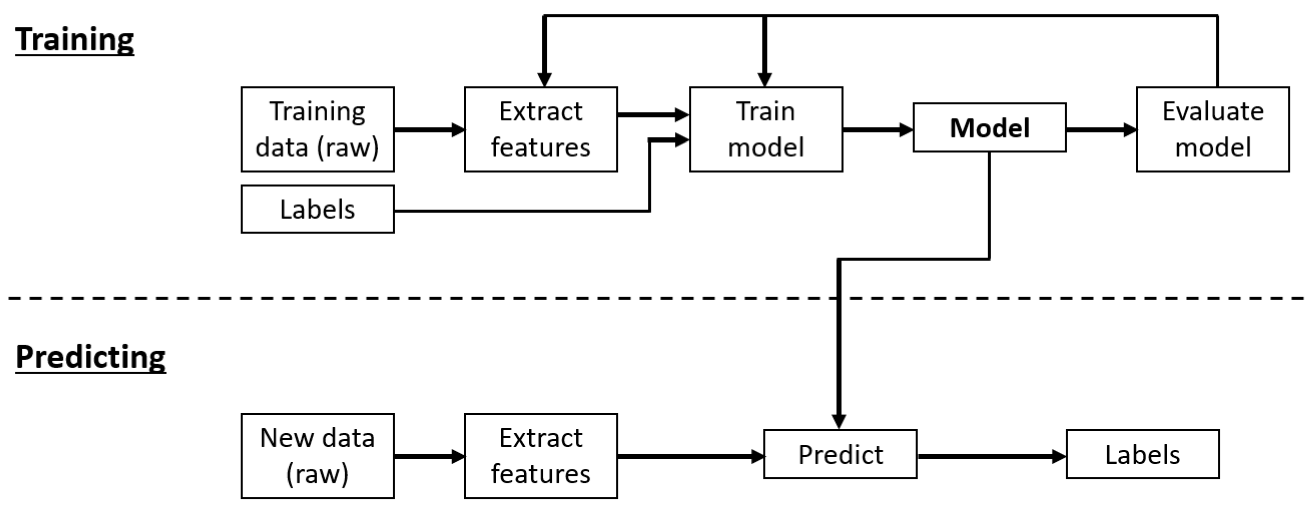 Training
Training
data (raw)
Extract
features
Train
model
Model
Evaluate
model
Labels
Predicting
New data
(raw)
Extract
features
Predict
Labels